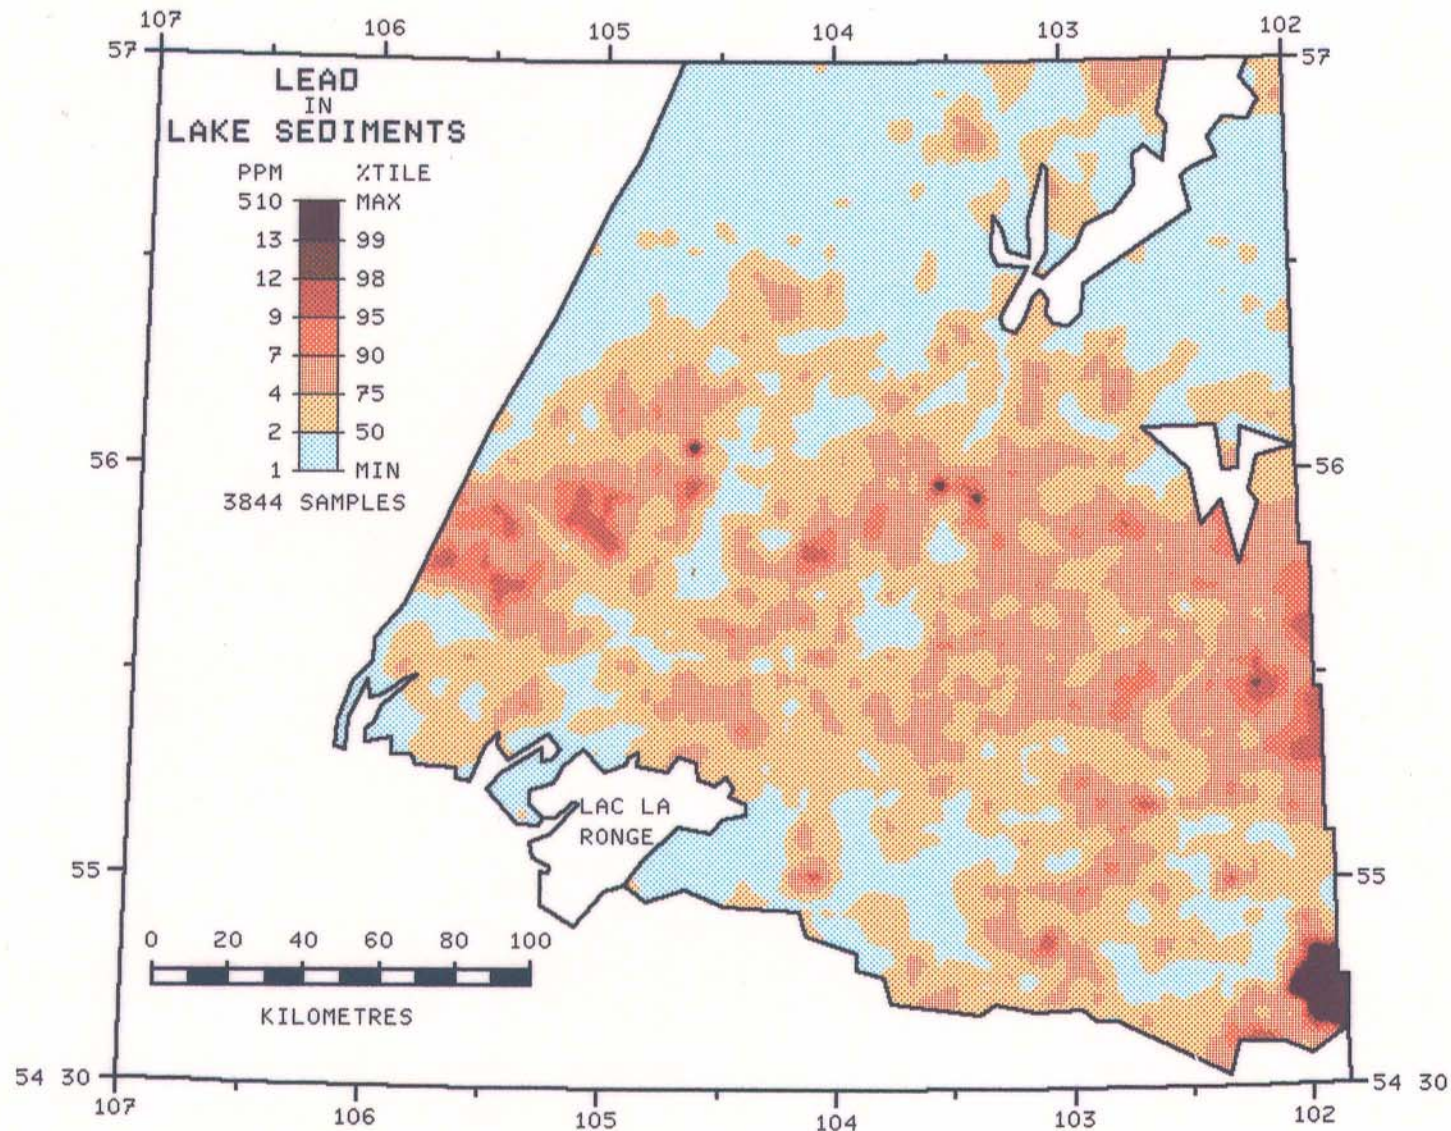 107 106 105 104 103 102
57 57
LEAD
IN
LAKE SEDIMENTS
PPM %TILE
510 MAX
13 99
12 98
9 95
7 90
4 75
2 50
1 MIN
3844 SAMPLES
56 56
LAC LA
RONGE
55 55
0 20 40 60 80 100
KILOMETRES
54 30 54 30
107 106 105 104 103 102